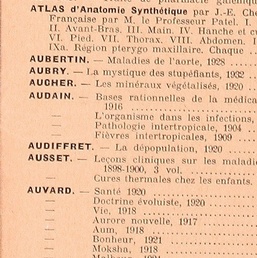 de pharmacie galénique
ATLAS d'Anatomie Synthétique par J.-E. Che
Française par M. le Professeur Patel. I.
II. Avant-Bras. III. Main. IV. Hanche et cu
VI. Pied. VII. Thorax. VIII. Abdomen. I
IXa. Région pterygo maxillaire. Chaque . .
AUBERTIN. — Maladies de l'aorte, 1928 . . .
AUBRY. — La mystique des stupéfiants, 1932 .
AUCHER. — Les minéraux végétalisés, 1920 . .
AUDAIN. — Bases rationnelles de la médica
1916 . . . . . . .
— L'organisme dans les infections,
— Pathologie intertropicale, 1904 .
— Fièvres intertropicales, 1909 . .
AUDIFFRET. — La dépopulation, 1920 . . .
AUSSET. — Leçons cliniques sur les maladi
1898-1900, 3 vol. . . . . .
— Cures thermales chez les enfants.
AUVARD. — Santé 1920 . . . . .
— Doctrine évoluiste, 1920 . . .
— Vie, 1918 . . . . .
— Aurore nouvelle, 1917 . . .
— Aum, 1918 . . . . .
— Bonheur, 1921 . . . .
— Moksha, 1918 . . . .